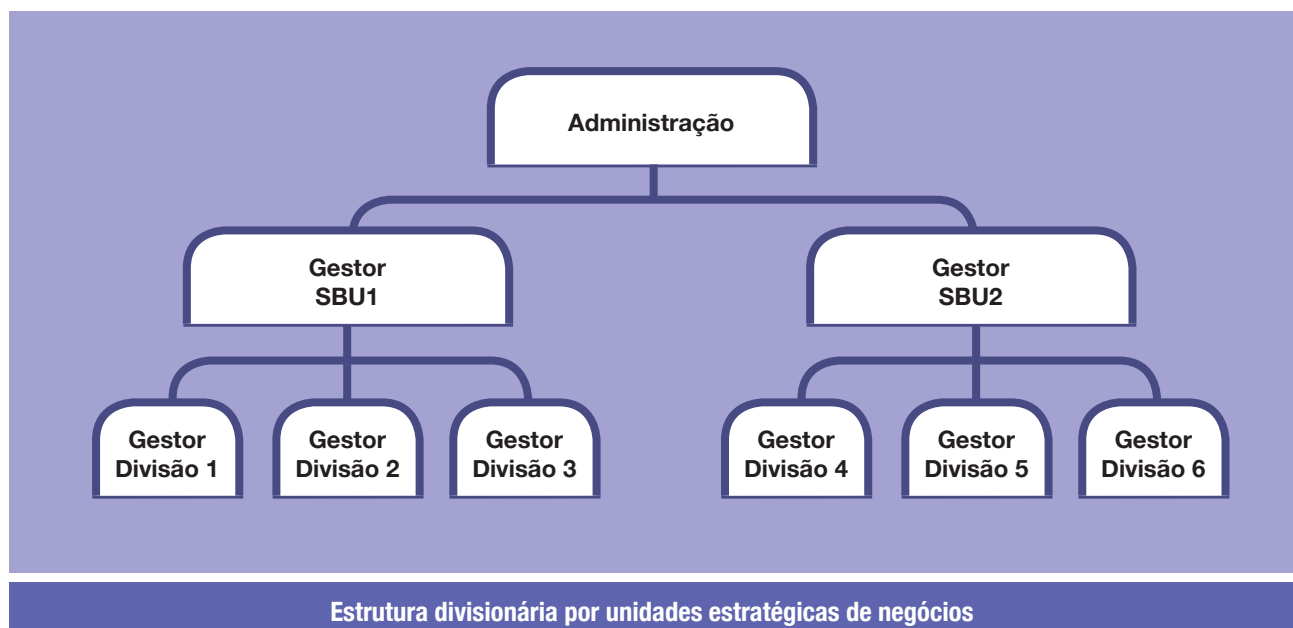 Administração
Gestor
SBU1
Gestor
SBU2
Gestor
Divisão 1
Gestor
Divisão 2
Gestor
Divisão 3
Gestor
Divisão 4
Gestor
Divisão 5
Gestor
Divisão 6
Estrutura divisionária por unidades estratégicas de negócios